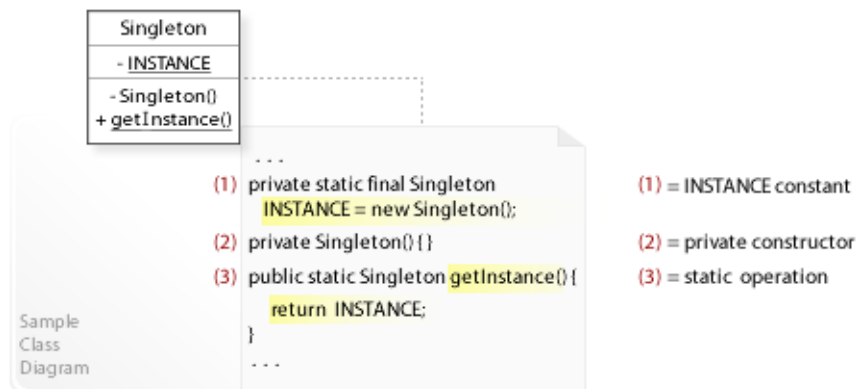 Singleton
- INSTANCE
- Singleton()
+ getInstance()
. . .
(1) private static final Singleton
INSTANCE = new Singleton();
(2) private Singleton() { }
(3) public static Singleton getInstance() {
return INSTANCE;
}
. . .
(1) = INSTANCE constant
(2) = private constructor
(3) = static operation
Sample
Class
Diagram